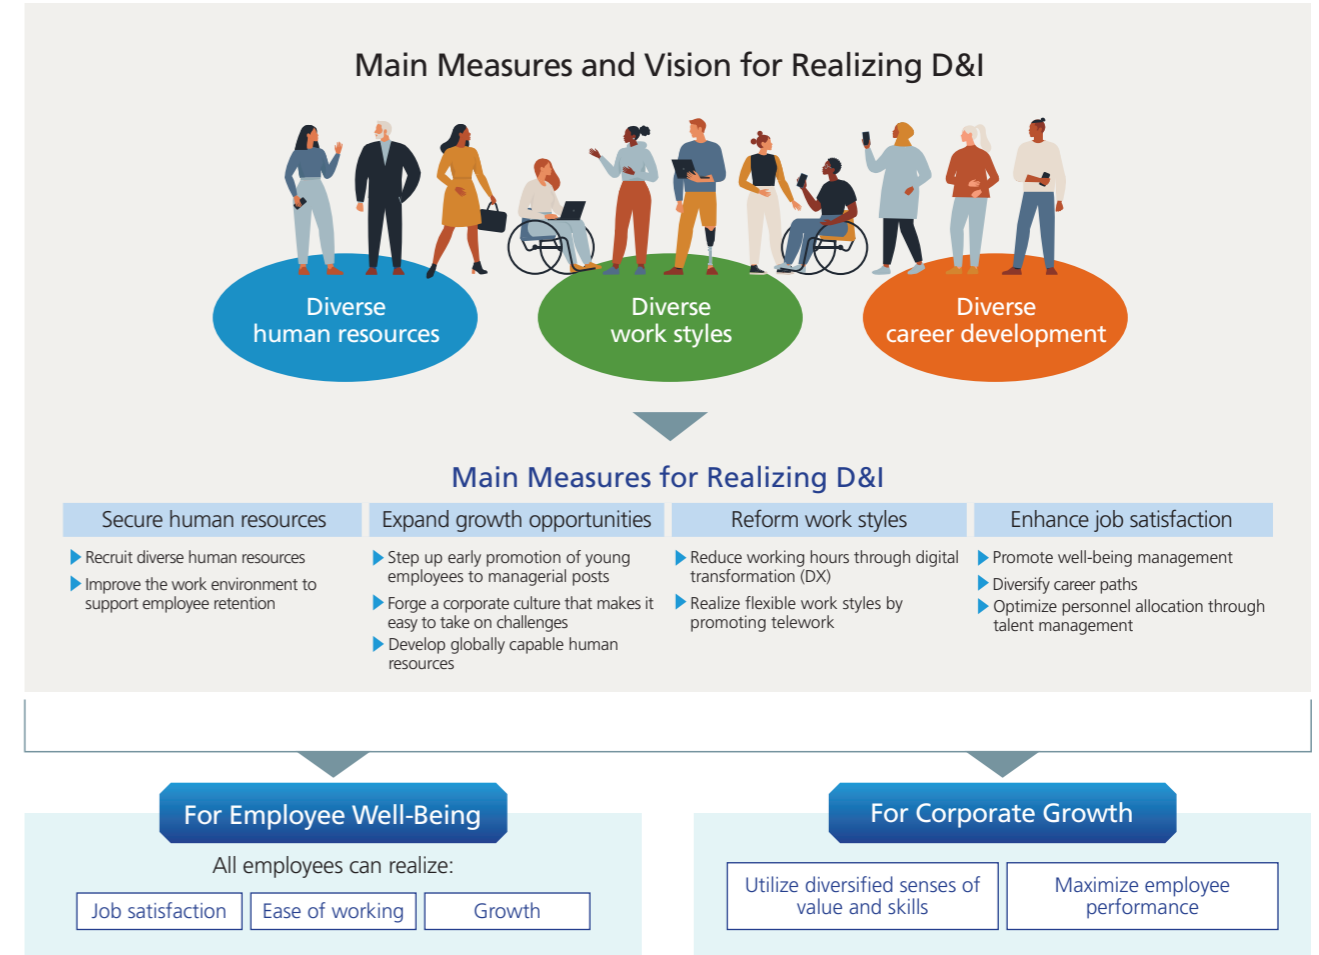 Main Measures and Vision for Realizing D&I
Diverse
human resources
Diverse
work styles
Diverse
career development
Main Measures for Realizing D&I
Secure human resources
Recruit diverse human resources
Improve the work environment to
support employee retention
Expand growth opportunities
Step up early promotion of young
employees to managerial posts
Forge a corporate culture that makes it
easy to take on challenges
Develop globally capable human
resources
Reform work styles
Reduce working hours through digital
transformation (DX)
Realize flexible work styles by
promoting telework
Enhance job satisfaction
Promote well-being management
Diversify career paths
Optimize personnel allocation through
talent management
For Employee Well-Being
All employees can realize:
Job satisfaction
Ease of working
Growth
For Corporate Growth
Utilize diversified senses of
value and skills
Maximize employee
performance